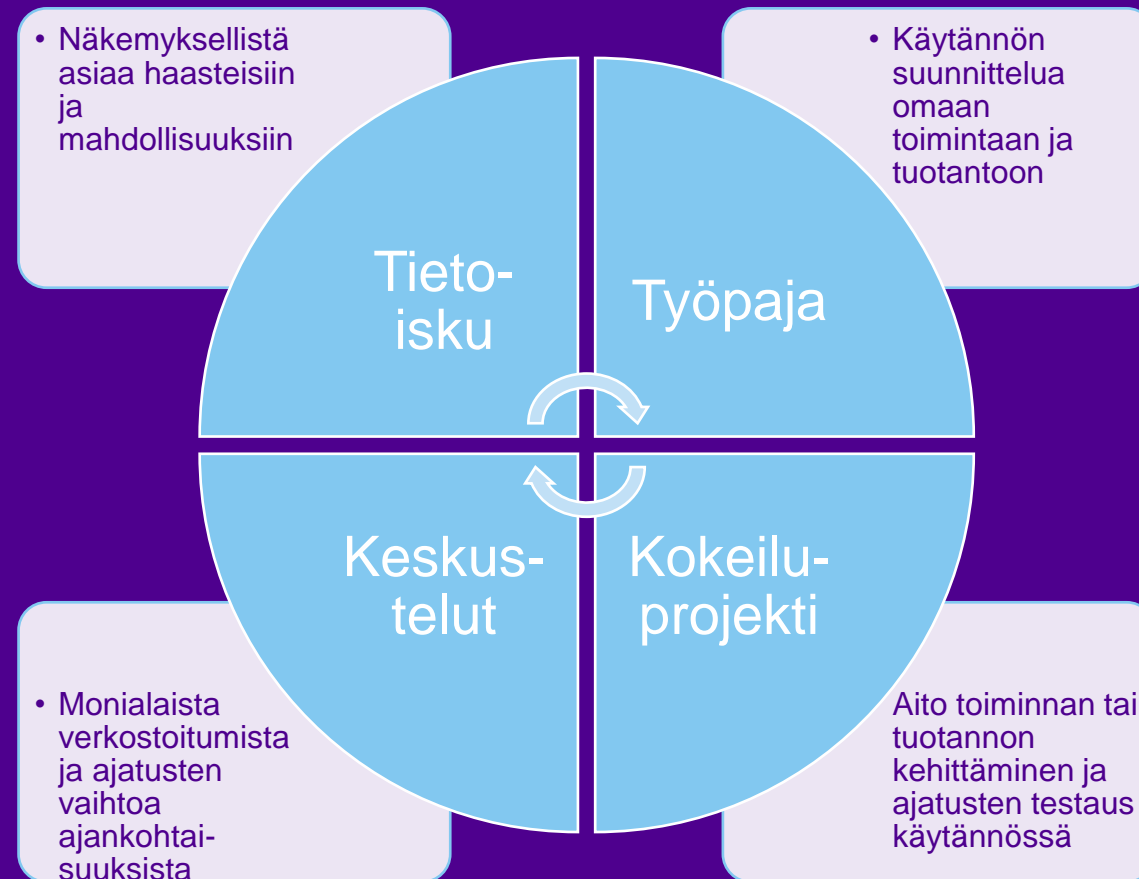 • Näkemyksellistä
asiaa haasteisiin
ja
mahdollisuuksiin
• Käytännön
suunnittelua
omaan
toimintaan ja
tuotantoon
Tieto-
isku
Työpaja
Keskus-
telut
Kokeilu-
projekti
• Monialaista
verkostoitumista
ja ajatusten
vaihtoa
ajankohtai-
suuksista
Aito toiminnan tai
tuotannon
kehittäminen ja
ajatusten testaus
käytännössä